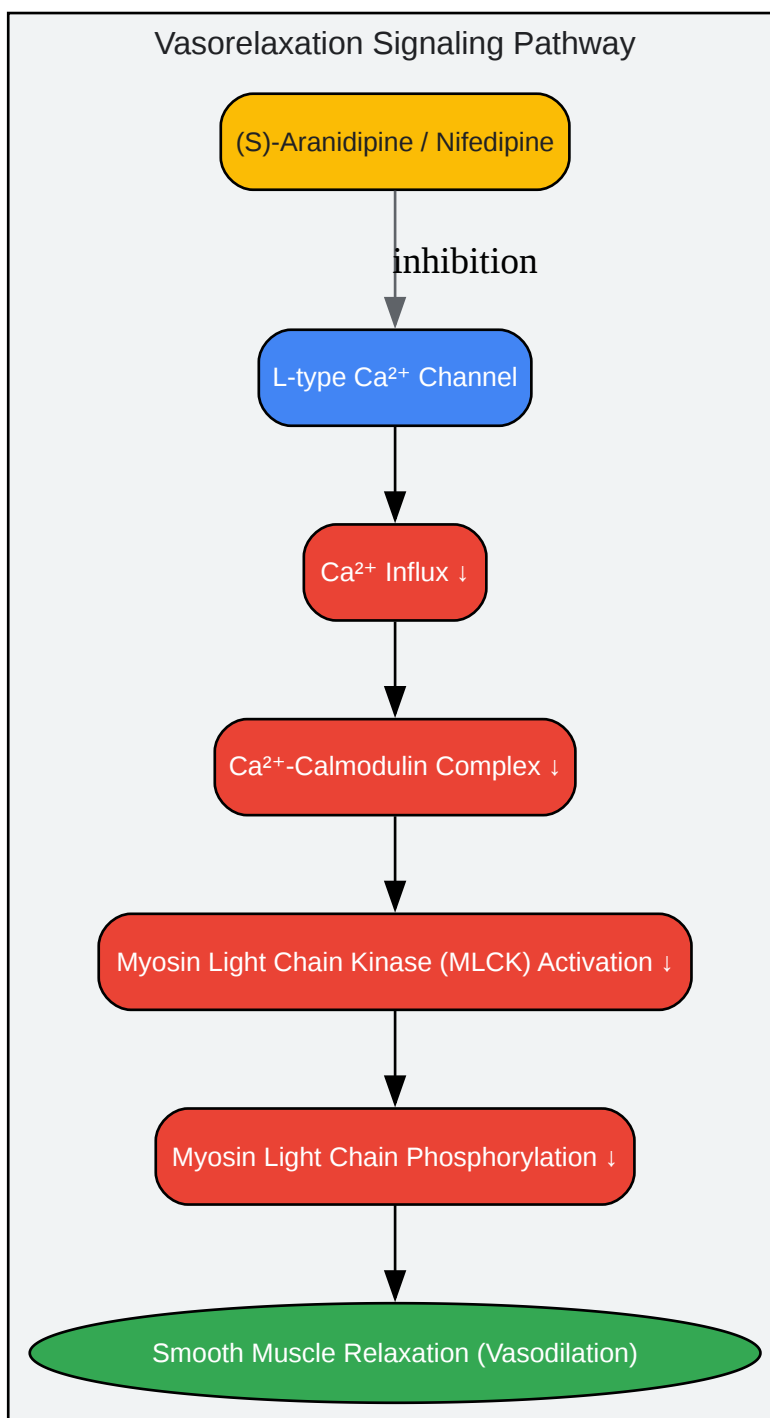 Vasorelaxation Signaling Pathway
(S)-Aranidipine / Nifedipine
inhibition
L-type Ca²⁺ Channel
Ca²⁺ Influx ↓
Ca²⁺-Calmodulin Complex ↓
Myosin Light Chain Kinase (MLCK) Activation ↓
Myosin Light Chain Phosphorylation ↓
Smooth Muscle Relaxation (Vasodilation)